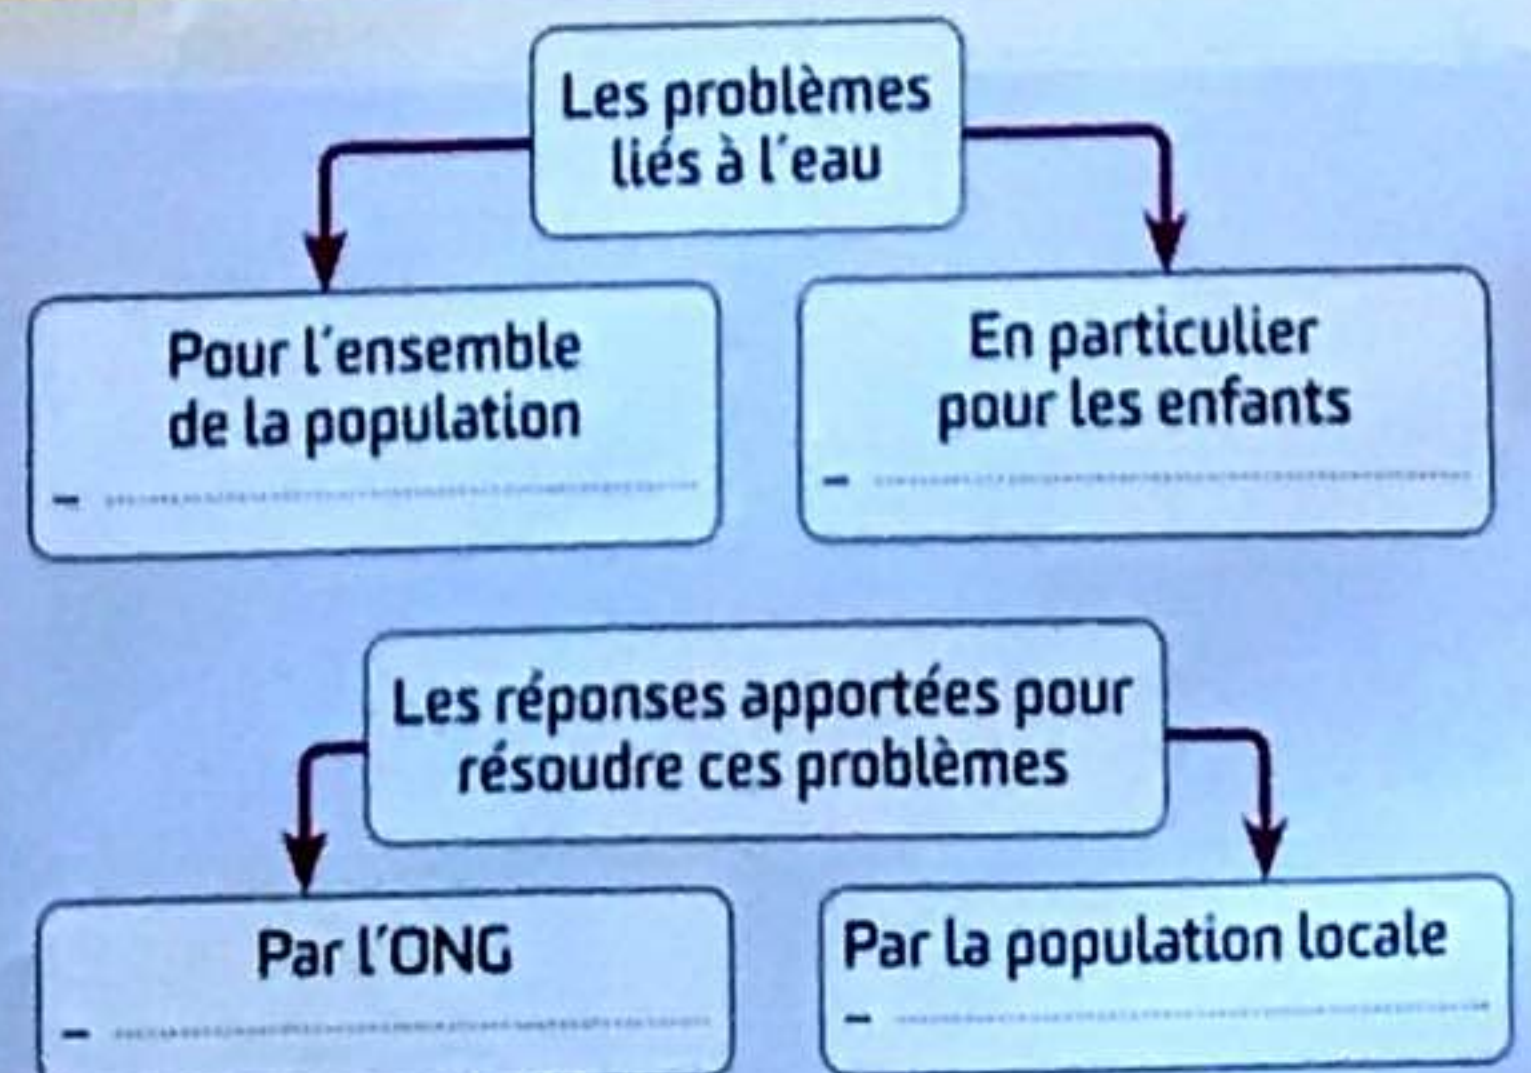 Les problèmes
liés à l'eau
Pour l'ensemble
de la population
-
En particulier
pour les enfants
-
Les réponses apportées pour
résoudre ces problèmes
Par l'ONG
-
Par la population locale
-